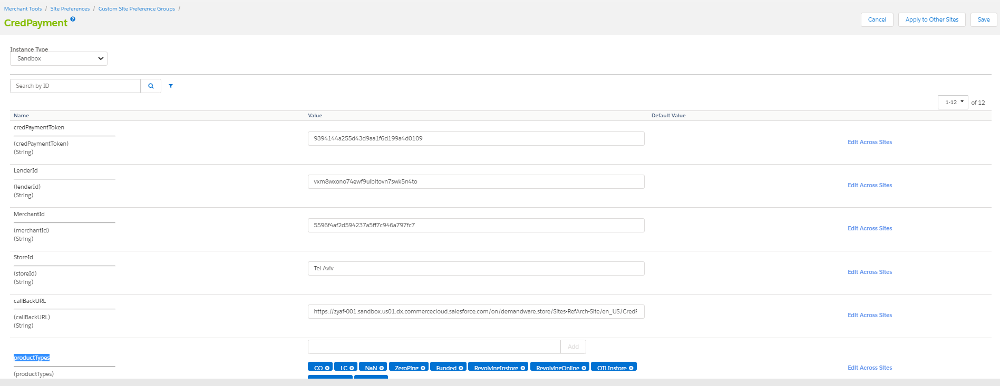 Merchant Tools / Site Preferences / Custom Site Preference Groups /
CredPayment
Cancel
Apply to Other Sites
Save
Instance Type
Sandbox
Search by ID
1-12 of 12
Name Value Default Value
credPaymentToken
(credPaymentToken)
(String)
9394144a255d43d9aa1f6d199a4d0109
Edit Across Sites
LenderId
(lenderId)
(String)
vxm8wxono74ewf9ulbltovn7swk5n4to
Edit Across Sites
MerchantId
(merchantId)
(String)
5596f4af2d594237a5ff7c946a797fc7
Edit Across Sites
StoreId
(storeId)
(String)
Tel Aviv
Edit Across Sites
callBackURL
(callBackURL)
(String)
https://zyaf-001.sandbox.us01.dx.commercecloud.salesforce.com/on/demandware.store/Sites-RefArch-Site/en_US/Cred
Edit Across Sites
productTypes
(productTypes)
Add
CO LC NaN ZeroPing Funded RevolvingInstore RevolvingOnline OTLInstore
Edit Across Sites